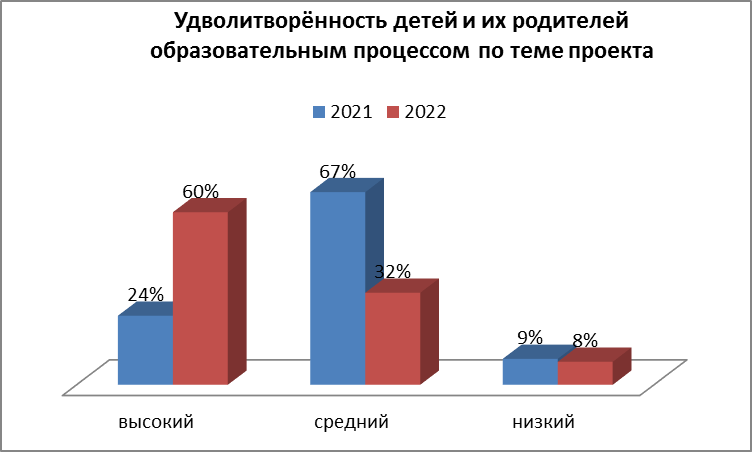 Удволитворённость детей и их родителей
образовательным процессом по теме проекта
2021 2022
67%
60%
32%
24%
9% 8%
высокий средний низкий